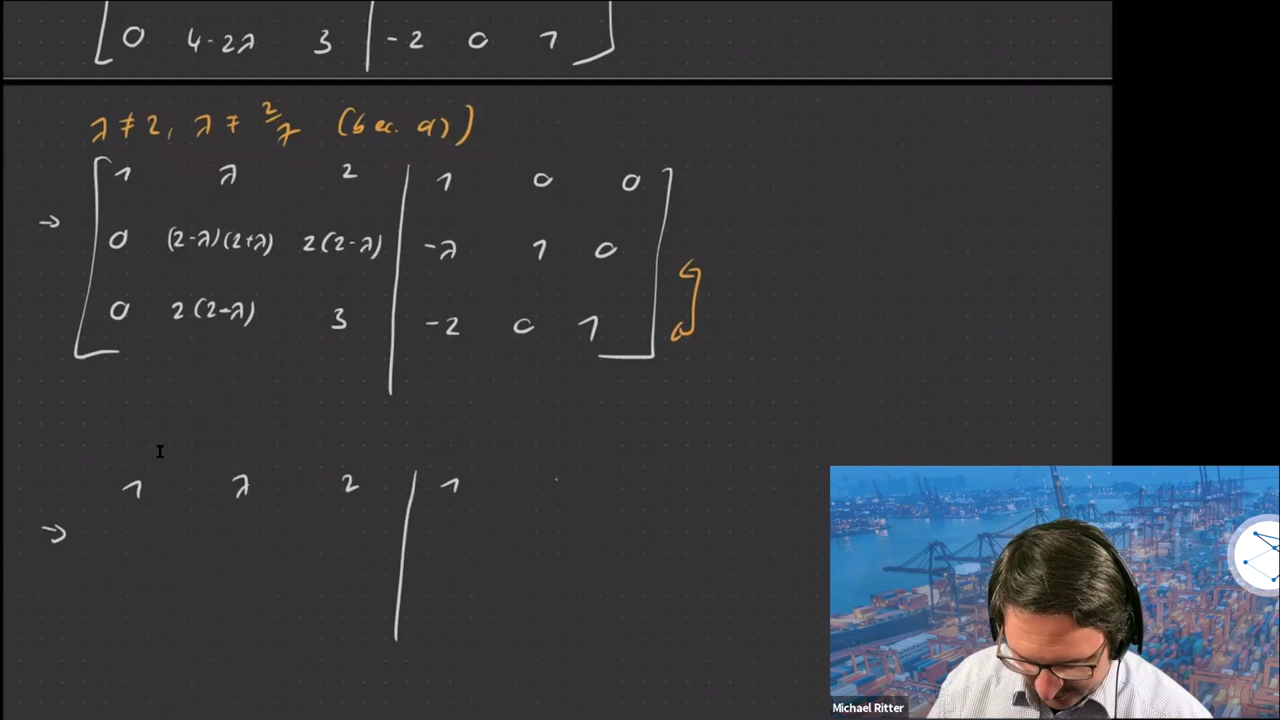 0 4-2λ 3 | -2 0 1
λ ≠ 2, λ ≠ 2/7 (bec. a))
→ 1 λ 2 | 1 0 0
0 (2-λ)(2+λ) 2(2-λ) | -λ 1 0
0 2(2-λ) 3 | -2 0 1
→ 1 λ 2 | 1
Michael Ritter